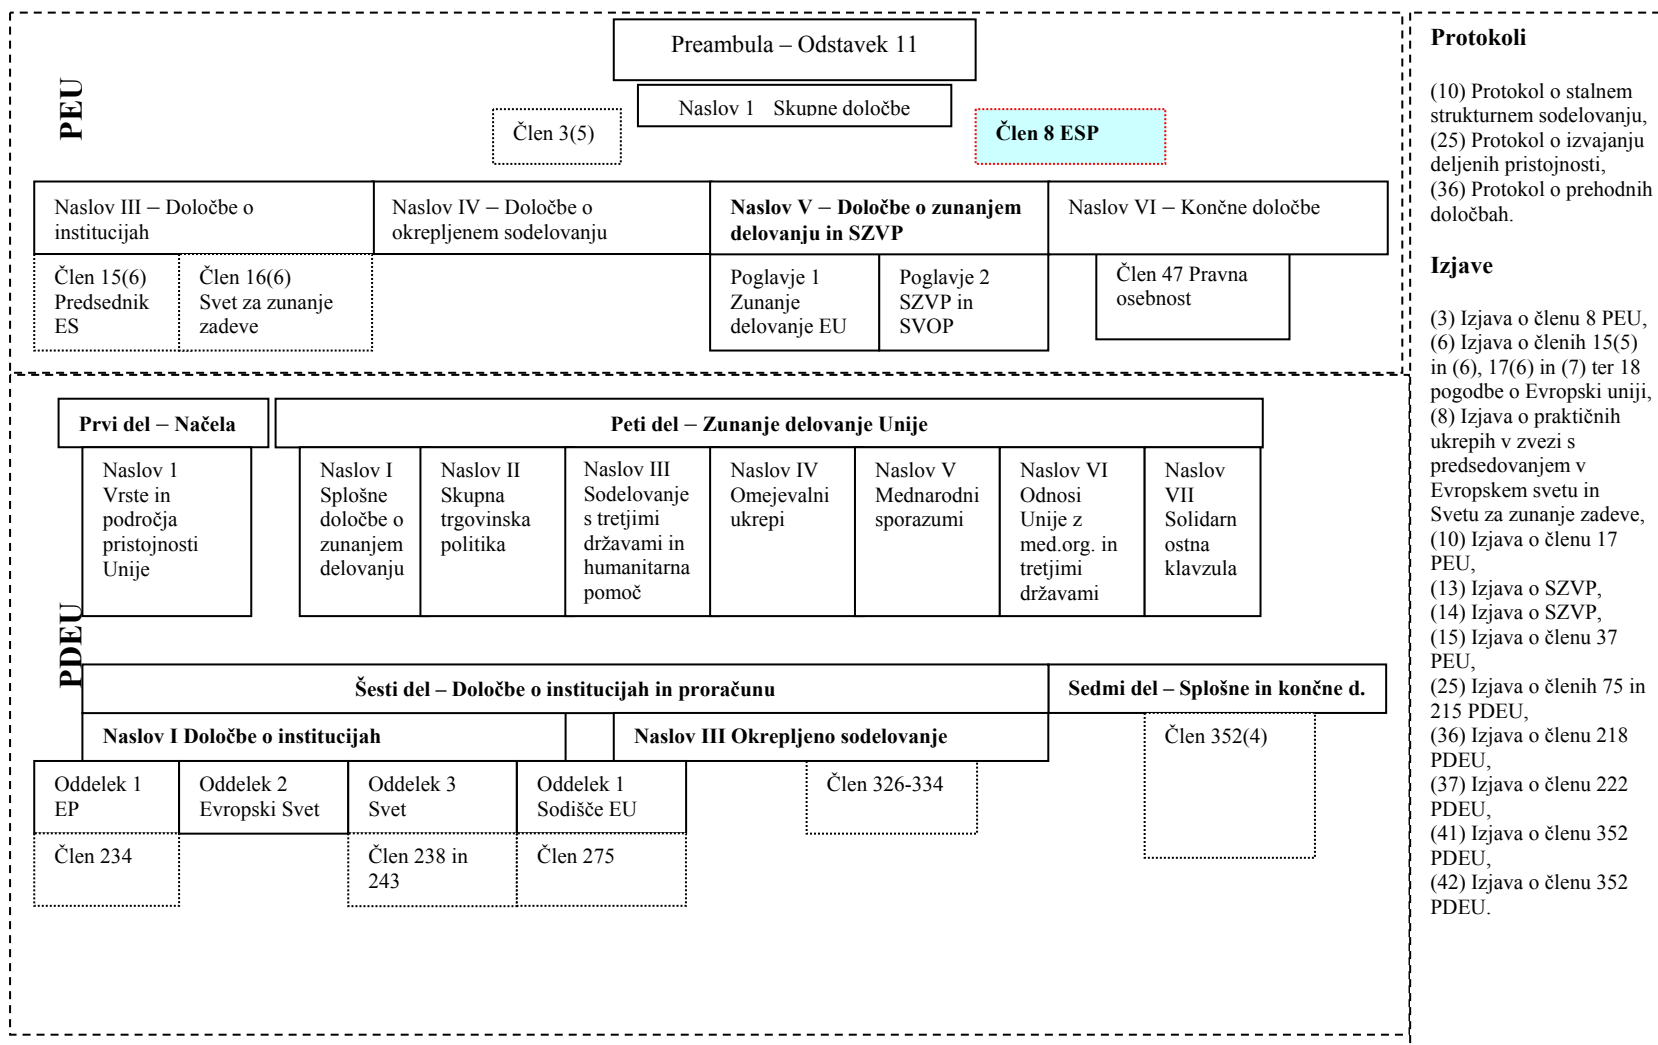 Preambula – Odstavek 11
PEU
Naslov 1 Skupne določbe
Člen 3(5)
Člen 8 ESP
Naslov III – Določbe o
institucijah
Naslov IV – Določbe o
okrepljenem sodelovanju
Naslov V – Določbe o zunanjem
delovanju in SZVP
Naslov VI – Končne določbe
Člen 15(6)
Predsednik
ES
Člen 16(6)
Svet za zunanje
zadeve
Poglavje 1
Zunanje
delovanje EU
Poglavje 2
SZVP in
SVOP
Člen 47 Pravna
osebnost
PDEU
Prvi del – Načela
Peti del – Zunanje delovanje Unije
Naslov 1
Vrste in
področja
pristojnosti
Unije
Naslov I
Splošne
določbe o
zunanjem
delovanju
Naslov II
Skupna
trgovinska
politika
Naslov III
Sodelovanje
s tretjimi
državami in
humanitarna
pomoč
Naslov IV
Omejevalni
ukrepi
Naslov V
Mednarodni
sporazumi
Naslov VI
Odnosi
Unije z
med.org. in
tretjimi
državami
Naslov
VII
Solidarn
ostna
klavzula
Šesti del – Določbe o institucijah in proračunu
Sedmi del – Splošne in končne d.
Naslov I Določbe o institucijah
Naslov III Okrepljeno sodelovanje
Člen 352(4)
Oddelek 1
EP
Oddelek 2
Evropski Svet
Oddelek 3
Svet
Oddelek 1
Sodišče EU
Člen 326-334
Člen 234
Člen 238 in
243
Člen 275
Protokoli
(10) Protokol o stalnem
strukturnem sodelovanju,
(25) Protokol o izvajanju
deljenih pristojnosti,
(36) Protokol o prehodnih
določbah.
Izjave
(3) Izjava o členu 8 PEU,
(6) Izjava o členih 15(5)
in (6), 17(6) in (7) ter 18
pogodbe o Evropski uniji,
(8) Izjava o praktičnih
ukrepih v zvezi s
predsedovanjem v
Evropskem svetu in
Svetu za zunanje zadeve,
(10) Izjava o členu 17
PEU,
(13) Izjava o SZVP,
(14) Izjava o SZVP,
(15) Izjava o členu 37
PEU,
(25) Izjava o členih 75 in
215 PDEU,
(36) Izjava o členu 218
PDEU,
(37) Izjava o členu 222
PDEU,
(41) Izjava o členu 352
PDEU,
(42) Izjava o členu 352
PDEU.